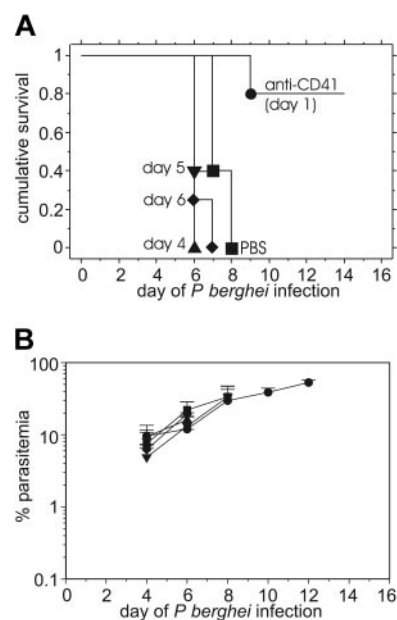 A
cumulative survival
1
0.8
0.6
0.4
0.2
0
anti-CD41
(day 1)
day 5
day 6
day 4
PBS
0 2 4 6 8 10 12 14 16
day of P berghei infection
B
% parasitemia
100
10
1
0.1
0 2 4 6 8 10 12 14 16
day of P berghei infection